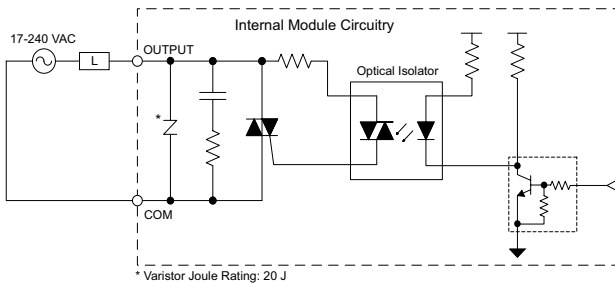 Internal Module Circuitry
17-240 VAC
L
OUTPUT
Optical Isolator
*
COM
* Varistor Joule Rating: 20 J